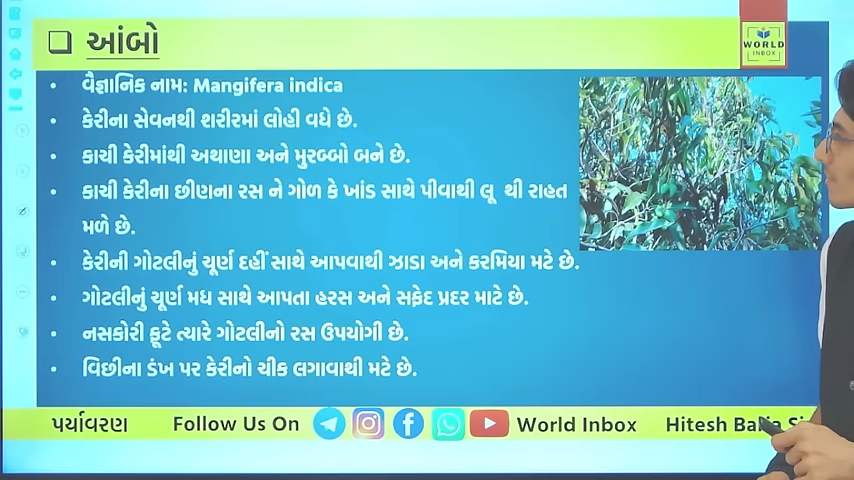 ❑ આંબો
WORLD
INBOX
• વૈજ્ઞાનિક નામ: Mangifera indica
• કેરીના સેવનથી શરીરમાં લોહી વધે છે.
• કાચી કેરીમાંથી અથાણા અને મુરબ્બો બને છે.
• કાચી કેરીના છીણના રસ ને ગોળ કે ખાંડ સાથે પીવાથી લૂ થી રાહત
મળે છે.
• કેરીની ગોટલીનું ચૂર્ણ દહીં સાથે આપવાથી ઝાડા અને કરમિયા મટે છે.
• ગોટલીનું ચૂર્ણ મધ સાથે આપતા હરસ અને સફેદ પ્રદર માટે છે.
• નસકોરી ફૂટે ત્યારે ગોટલીનો રસ ઉપયોગી છે.
• વિછીના ડંખ પર કેરીનો ચીક લગાવાથી મટે છે.
પર્યાવરણ Follow Us On World Inbox Hitesh